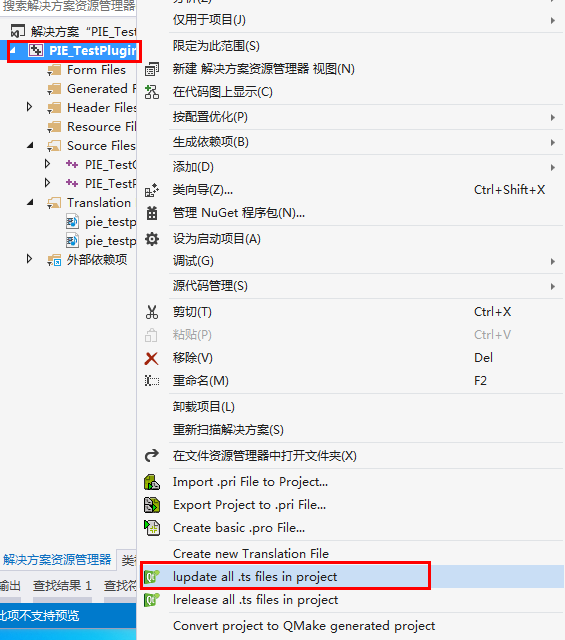 搜索解决方案资源管理器
解决方案“PIE_Test
PIE_TestPlugin
Form Files
Generated F
Header Files
Resource Fil
Source Files
PIE_Test
PIE_Test
Translation
pie_testp
pie_testp
外部依赖项
解决方案资源管理器
类
输出
查找结果 1
查找符
此项不支持预览
仅用于项目(J)
限定为此范围(S)
新建 解决方案资源管理器 视图(N)
在代码图上显示(C)
按配置优化(P)
生成依赖项(B)
添加(D)
类向导(Z)... Ctrl+Shift+X
管理 NuGet 程序包(N)...
设为启动项目(A)
调试(G)
源代码管理(S)
剪切(T) Ctrl+X
粘贴(P) Ctrl+V
移除(V) Del
重命名(M) F2
卸载项目(L)
重新扫描解决方案(S)
在文件资源管理器中打开文件夹(X)
Import .pri File to Project...
Export Project to .pri File...
Create basic .pro File...
Create new Translation File
lupdate all .ts files in project
lrelease all .ts files in project
Convert project to QMake generated project